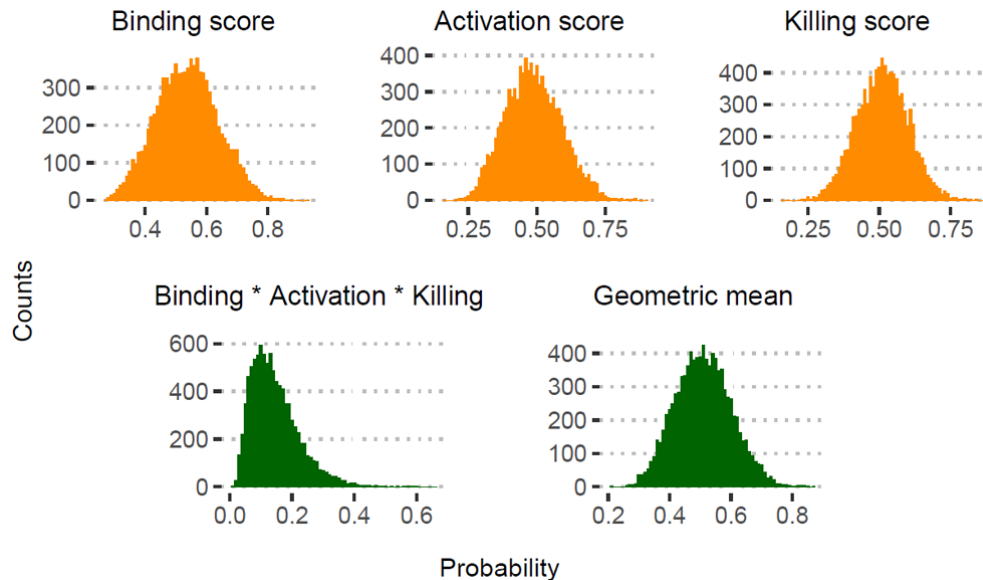 Binding score
Activation score
Killing score
300
200
100
0
0.4 0.6 0.8
400
300
200
100
0
0.25 0.50 0.75
400
300
200
100
0
0.25 0.50 0.75
Counts
Binding * Activation * Killing
Geometric mean
600
400
200
0
0.0 0.2 0.4 0.6
400
300
200
100
0
0.2 0.4 0.6 0.8
Probability